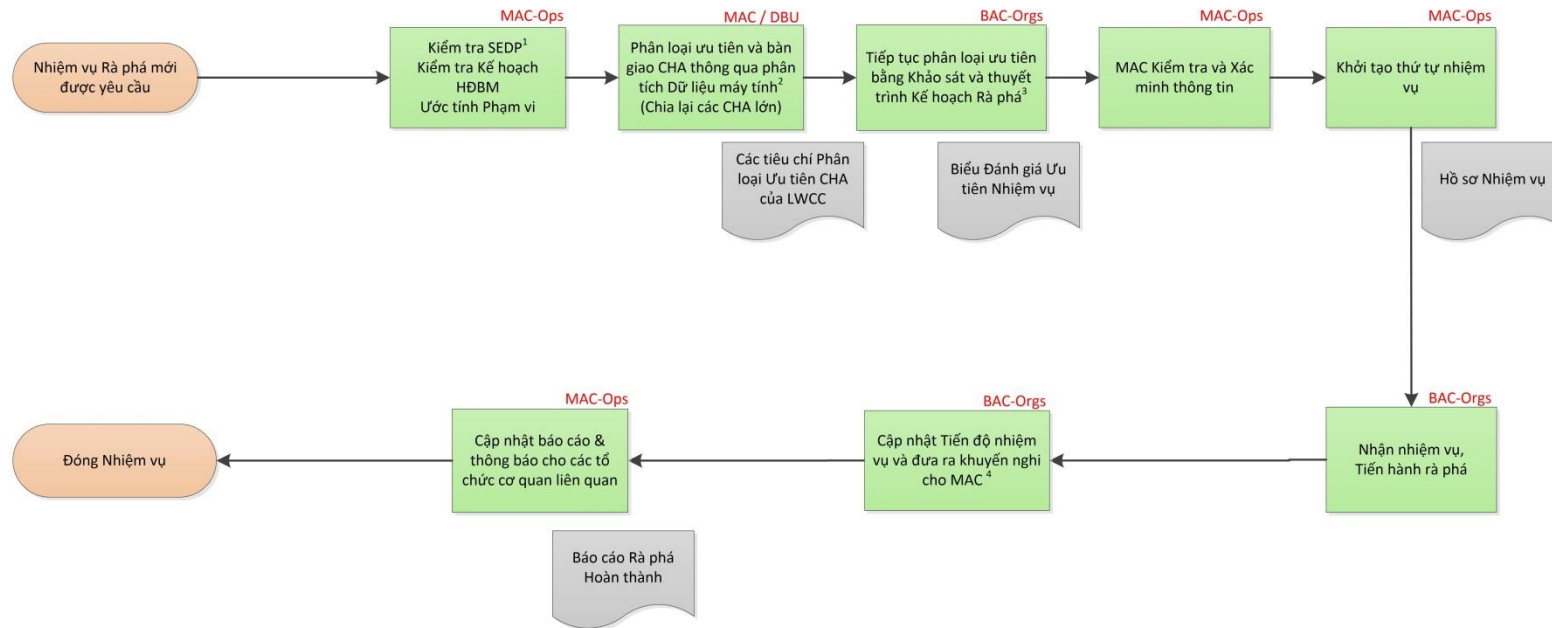 MAC-Ops
MAC / DBU
BAC-Orgs
MAC-Ops
MAC-Ops
Nhiệm vụ Rà phá mới
được yêu cầu
Kiểm tra SEDP¹
Kiểm tra Kế hoạch
HĐBM
Ước tính Phạm vi
Phân loại ưu tiên và bàn
giao CHA thông qua phân
tích Dữ liệu máy tính²
(Chia lại các CHA lớn)
Tiếp tục phân loại ưu tiên
bằng Khảo sát và thuyết
trình Kế hoạch Rà phá³
MAC Kiểm tra và Xác
minh thông tin
Khởi tạo thứ tự nhiệm
vụ
Các tiêu chí Phân
loại Ưu tiên CHA
của LWCC
Biểu Đánh giá Ưu
tiên Nhiệm vụ
Hồ sơ Nhiệm vụ
MAC-Ops
BAC-Orgs
BAC-Orgs
Đóng Nhiệm vụ
Cập nhật báo cáo &
thông báo cho các tổ
chức cơ quan liên quan
Cập nhật Tiến độ nhiệm
vụ và đưa ra khuyến nghi
cho MAC ⁴
Nhận nhiệm vụ,
Tiến hành rà phá
Báo cáo Rà phá
Hoàn thành